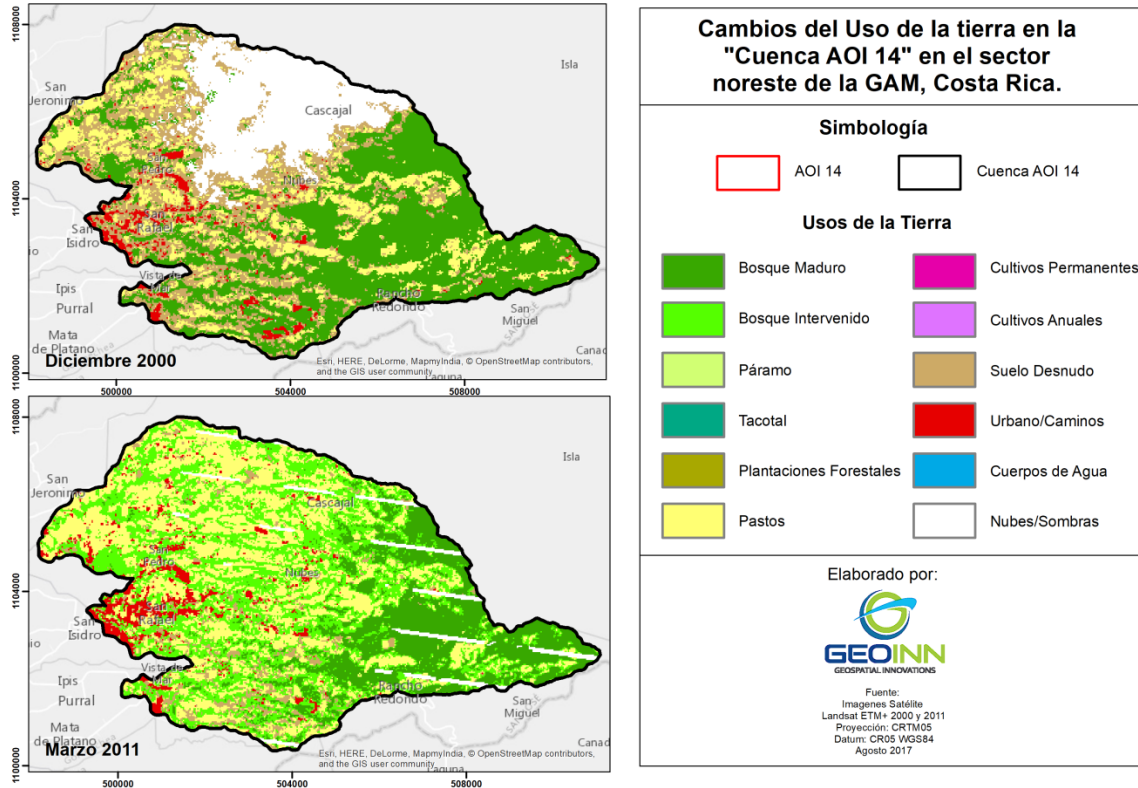 1108000
1104000
1100000
San
Jeronimo
Isla
Cascajal
San
Pedro
Nubes
San
Rafael
San
Isidro
Vista de
Mar
Ipis
Purral
Rancho
Redondo
San
Miguel
Mata
de Platano
Canad
Diciembre 2000
Esri, HERE, DeLorme, MapmyIndia, © OpenStreetMap contributors,
and the GIS user community
500000
504000
508000
1108000
1104000
1100000
San
Jeronimo
Isla
Cascajal
San
Pedro
Nubes
San
Rafael
San
Isidro
Vista de
Mar
Ipis
Purral
Rancho
Redondo
San
Miguel
Mata
de Platano
Canad
Marzo 2011
Esri, HERE, DeLorme, MapmyIndia, © OpenStreetMap contributors,
and the GIS user community
500000
504000
508000
Cambios del Uso de la tierra en la
"Cuenca AOI 14" en el sector
noreste de la GAM, Costa Rica.
Simbología
AOI 14
Cuenca AOI 14
Usos de la Tierra
Bosque Maduro
Bosque Intervenido
Páramo
Tacotal
Plantaciones Forestales
Pastos
Cultivos Permanentes
Cultivos Anuales
Suelo Desnudo
Urbano/Caminos
Cuerpos de Agua
Nubes/Sombras
Elaborado por:
GEOINN
GEOSPATIAL INNOVATIONS
Fuente:
Imagenes Satélite
Landsat ETM+ 2000 y 2011
Proyección: CRTM05
Datum: CR05 WGS84
Agosto 2017